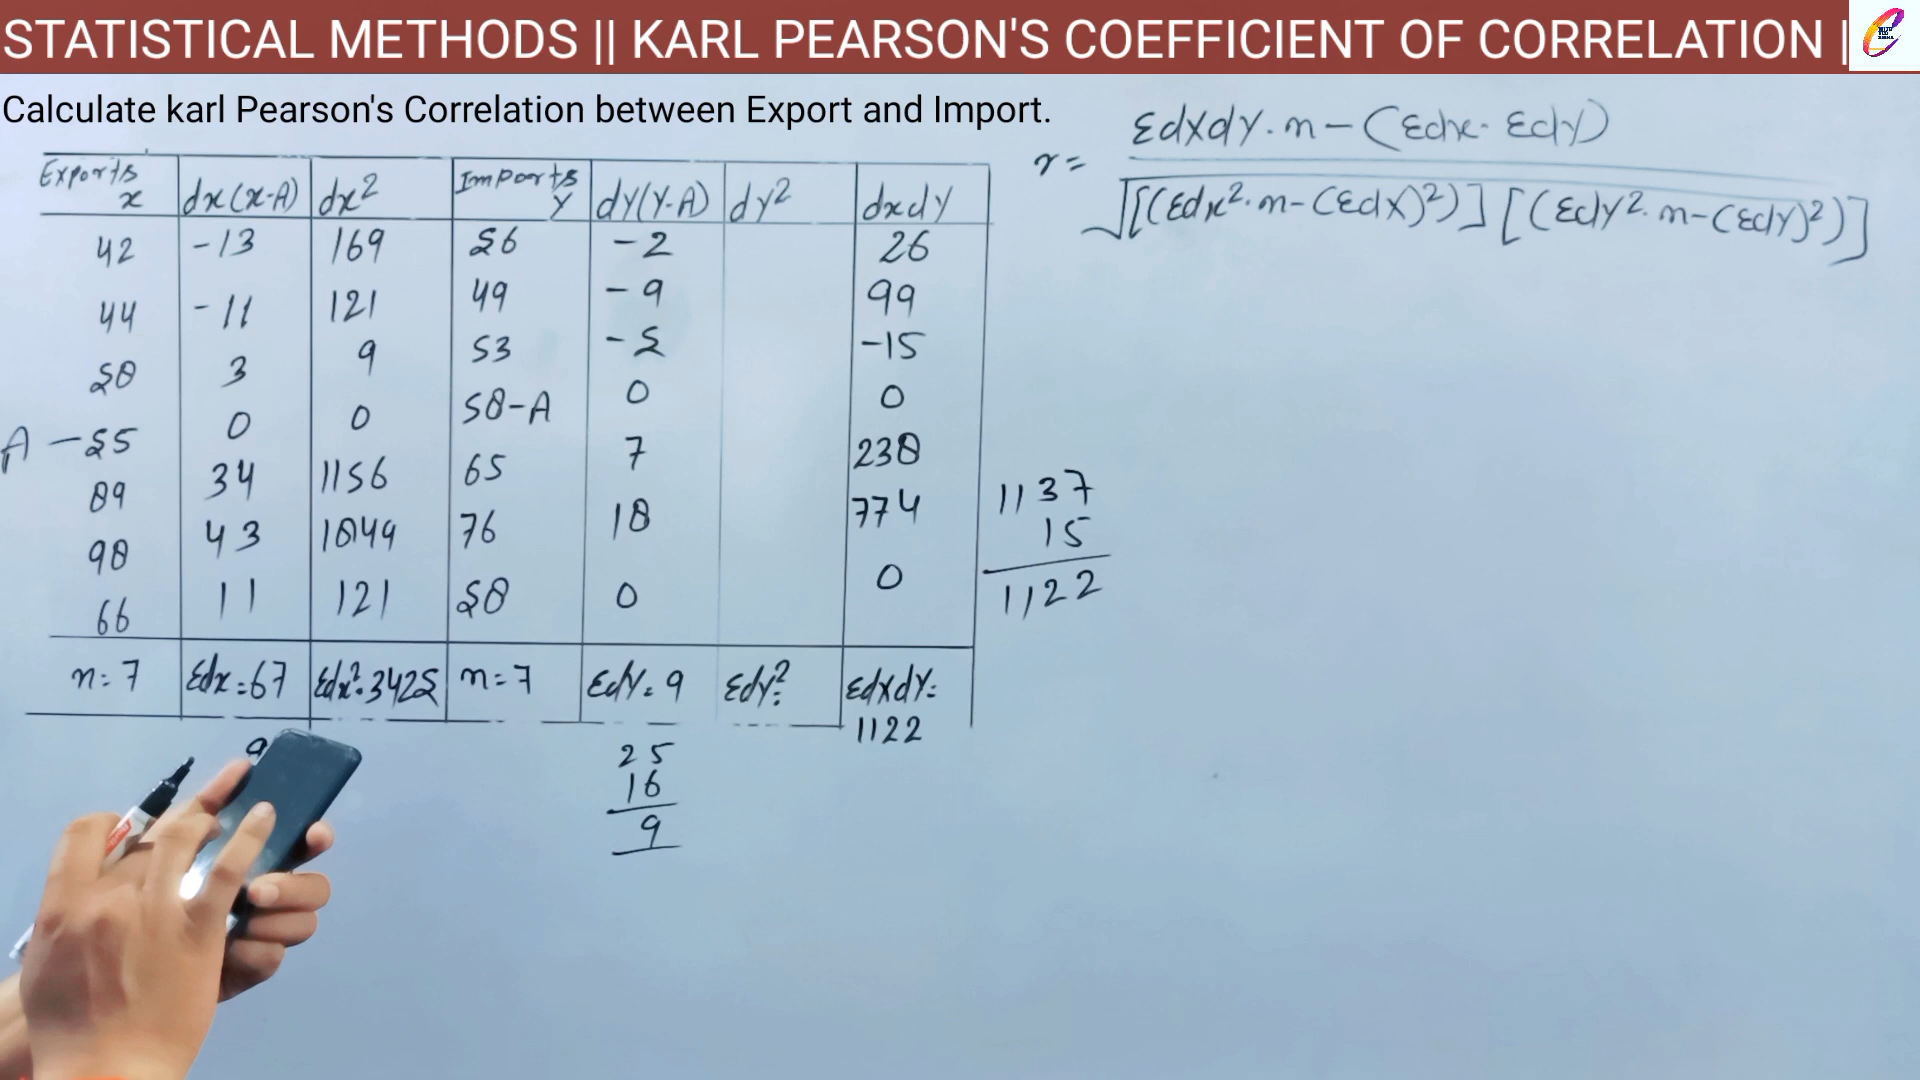 STATISTICAL METHODS || KARL PEARSON'S COEFFICIENT OF CORRELATION |
Calculate karl Pearson's Correlation between Export and Import.
r = Σdxdy.n-(Σdx.Σdy)
√[(Σdx².n-(Σdx)²)][(Σdy².n-(Σdy)²)]
Exports x dx(x-A) dx² Imports y dy(y-A) dy² dxdy
42 -13 169 56 -2 26
44 -11 121 49 -9 99
58 3 9 53 -5 -15
A-55 0 0 58-A 0 0
89 34 1156 65 7 238
98 43 1849 76 18 774
66 11 121 58 0 0
n=7 Σdx=67 Σdx²=3425 n=7 Σdy=9 Σdy²= Σdxdy=
1122
1137
15
1122
9
25
16
9